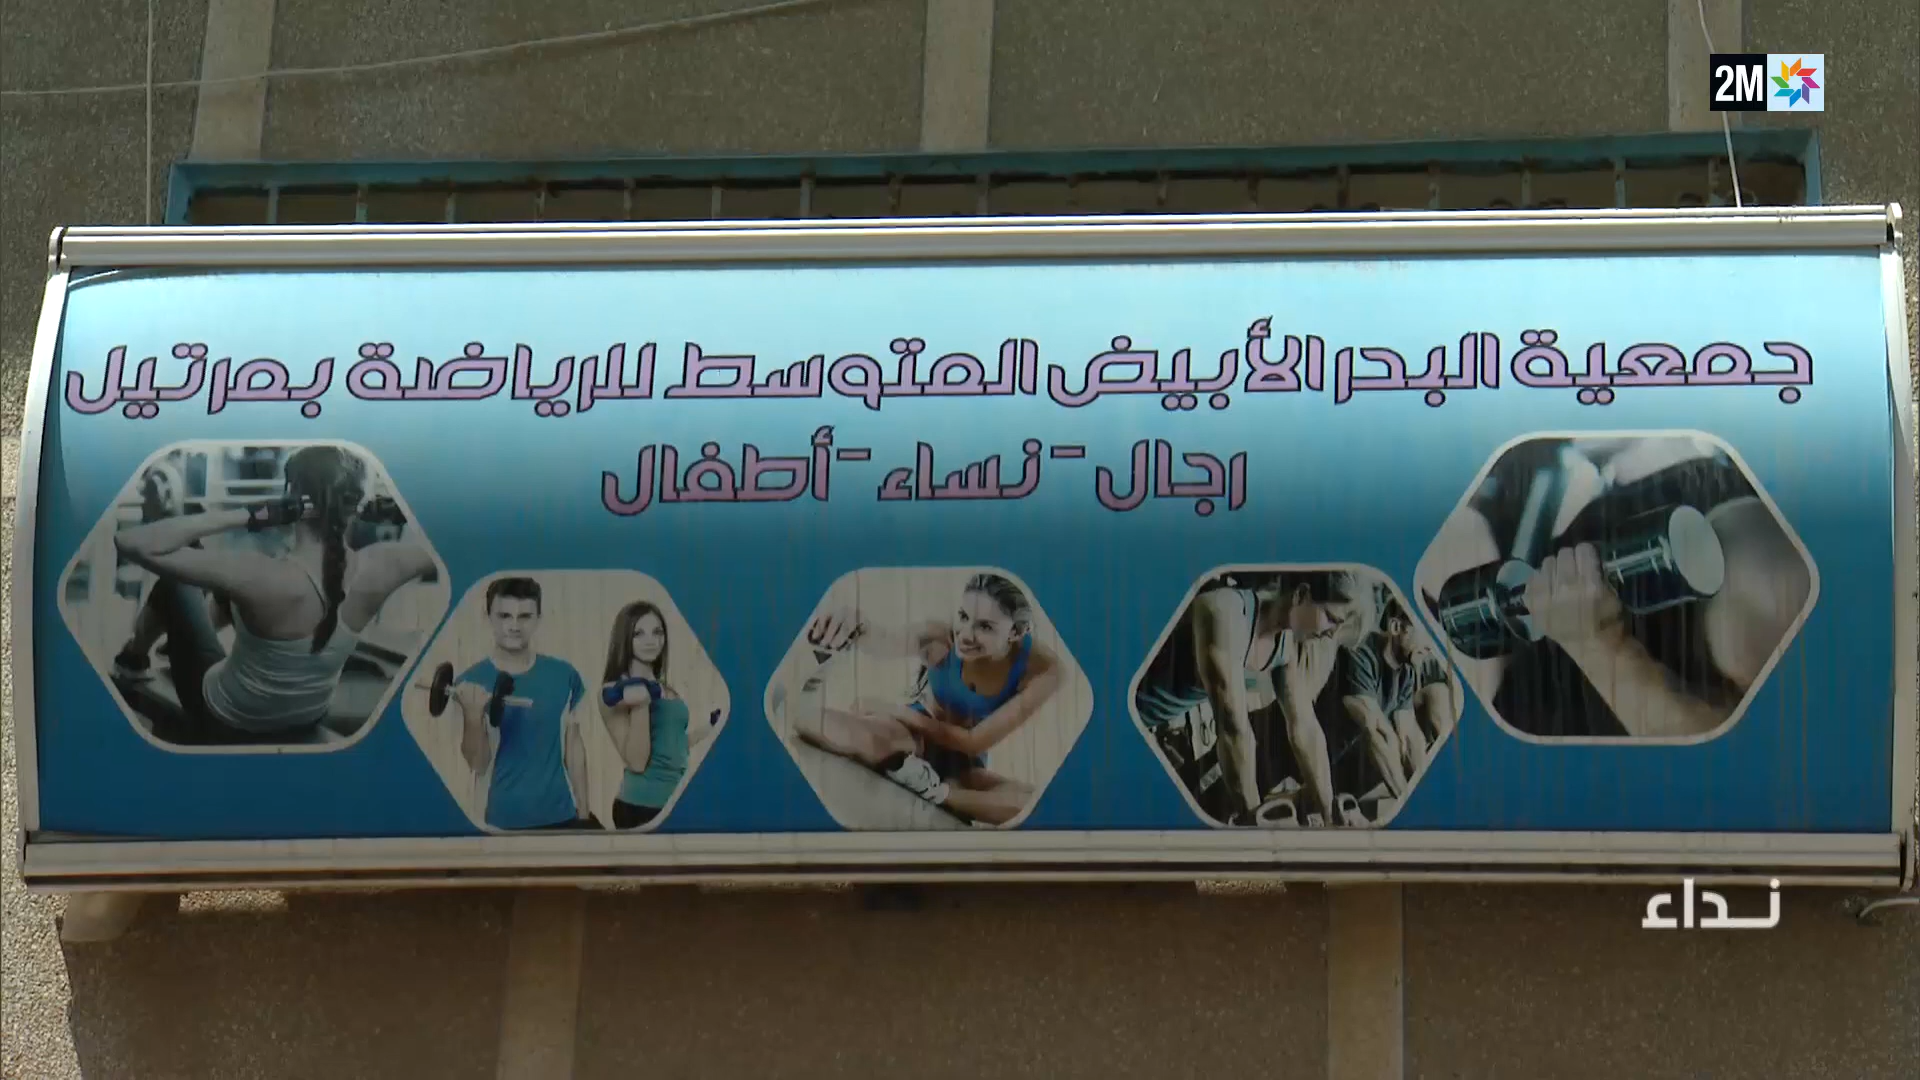 2M
جمعية البحر الأبيض المتوسط للرياضة بمرتيل
رجال - نساء - أطفال
نداء